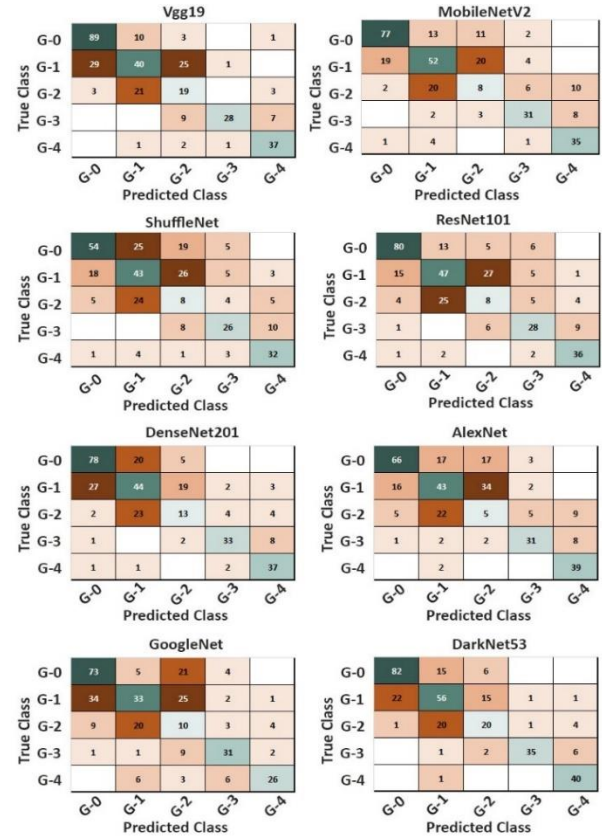 Vgg19
G-0 89 10 3 1
G-1 29 40 25 1
G-2 3 21 19 3
G-3 9 28 7
G-4 1 2 1 37
G-0 G-1 G-2 G-3 G-4
True Class
Predicted Class
MobileNetV2
G-0 77 13 11 2
G-1 19 52 20 4
G-2 2 20 8 6 10
G-3 2 3 31 8
G-4 1 4 1 35
G-0 G-1 G-2 G-3 G-4
True Class
Predicted Class
ShuffleNet
G-0 54 25 19 5
G-1 18 43 26 5 3
G-2 5 24 8 4 5
G-3 8 26 10
G-4 1 4 1 3 32
G-0 G-1 G-2 G-3 G-4
True Class
Predicted Class
ResNet101
G-0 80 13 5 6
G-1 15 47 27 5 1
G-2 4 25 8 5 4
G-3 1 6 28 9
G-4 1 2 2 36
G-0 G-1 G-2 G-3 G-4
True Class
Predicted Class
DenseNet201
G-0 78 20 5
G-1 27 44 19 2 3
G-2 2 23 13 4 4
G-3 1 2 33 8
G-4 1 1 2 37
G-0 G-1 G-2 G-3 G-4
True Class
Predicted Class
AlexNet
G-0 66 17 17 3
G-1 16 43 34 2
G-2 5 22 5 5 9
G-3 1 2 2 31 8
G-4 2 39
G-0 G-1 G-2 G-3 G-4
True Class
Predicted Class
GoogleNet
G-0 73 5 21 4
G-1 34 33 25 2 1
G-2 9 20 10 3 4
G-3 1 1 9 31 2
G-4 6 3 6 26
G-0 G-1 G-2 G-3 G-4
True Class
Predicted Class
DarkNet53
G-0 82 15 6
G-1 22 56 15 1 1
G-2 1 20 20 1 4
G-3 1 2 35 6
G-4 1 40
G-0 G-1 G-2 G-3 G-4
True Class
Predicted Class